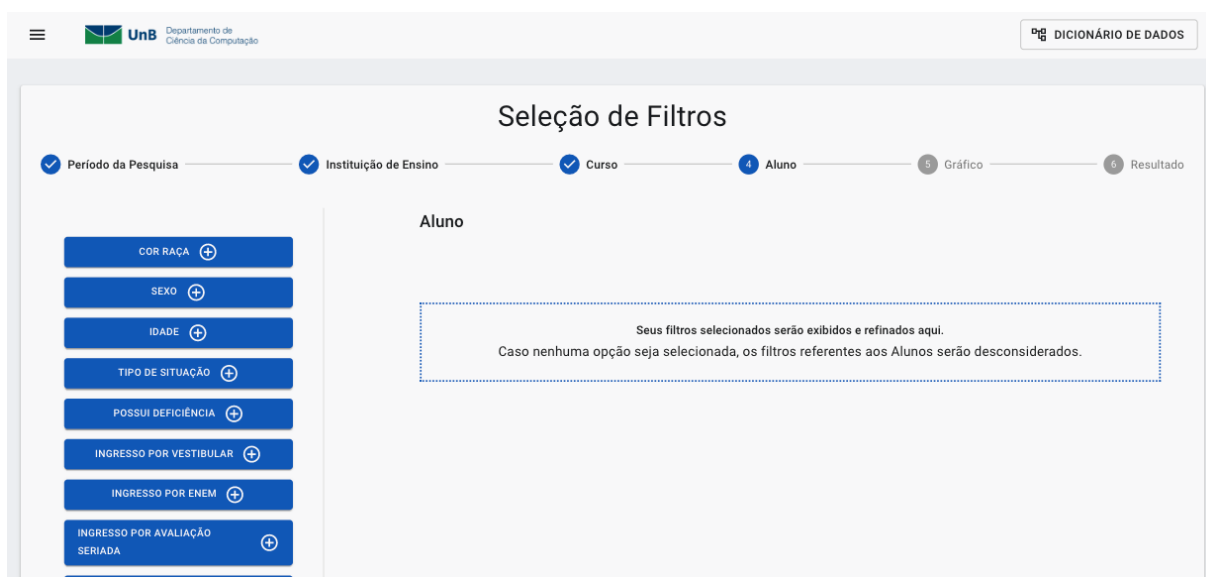 UnB
Departamento de
Ciência da Computação
DICIONÁRIO DE DADOS
Seleção de Filtros
Período da Pesquisa
Instituição de Ensino
Curso
4 Aluno
5 Gráfico
6 Resultado
Aluno
COR RAÇA
SEXO
IDADE
TIPO DE SITUAÇÃO
POSSUI DEFICIÊNCIA
INGRESSO POR VESTIBULAR
INGRESSO POR ENEM
INGRESSO POR AVALIAÇÃO
SERIADA
Seus filtros selecionados serão exibidos e refinados aqui.
Caso nenhuma opção seja selecionada, os filtros referentes aos Alunos serão desconsiderados.